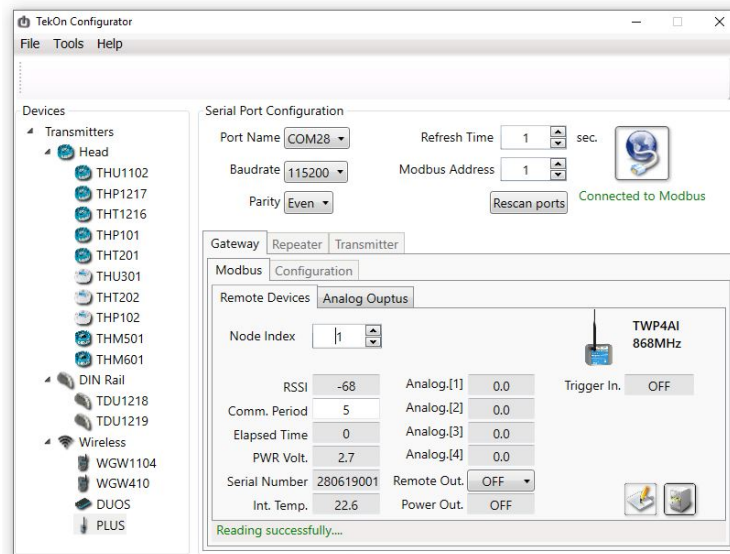 TekOn Configurator
File Tools Help
Devices
Transmitters
Head
THU1102
THP1217
THT1216
THP101
THT201
THU301
THT202
THP102
THM501
THM601
DIN Rail
TDU1218
TDU1219
Wireless
WGW1104
WGW410
DUOS
PLUS
Serial Port Configuration
Port Name COM28 Refresh Time 1 sec.
Baudrate 115200 Modbus Address 1
Parity Even Rescan ports Connected to Modbus
Gateway Repeater Transmitter
Modbus Configuration
Remote Devices Analog Ouptus
Node Index 1 TWP4AI
868MHz
RSSI -68 Analog.[1] 0.0 Trigger In. OFF
Comm. Period 5 Analog.[2] 0.0
Elapsed Time 0 Analog.[3] 0.0
PWR Volt. 2.7 Analog.[4] 0.0
Serial Number 280619001 Remote Out. OFF
Int. Temp. 22.6 Power Out. OFF
Reading successfully....